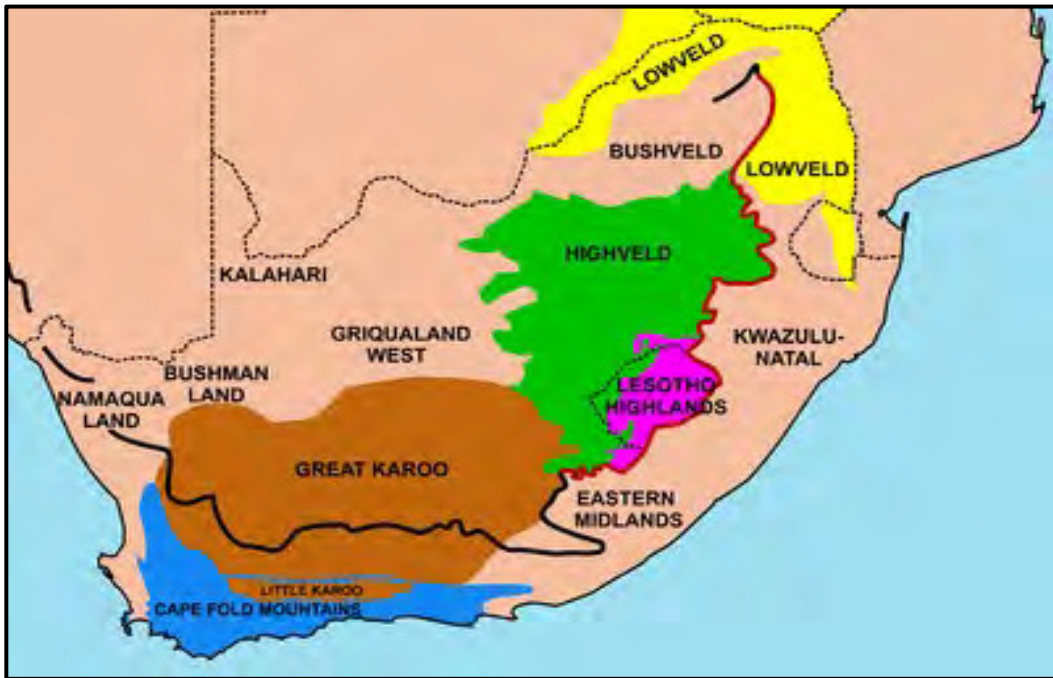 LOWVELD
BUSHVELD
LOWVELD
HIGHVELD
KALAHARI
GRIQUALAND
WEST
KWAZULU-
NATAL
BUSHMAN
LAND
NAMAQUA
LAND
LESOTHO
HIGHLANDS
GREAT KAROO
EASTERN
MIDLANDS
LITTLE KAROO
CAPE FOLD MOUNTAINS